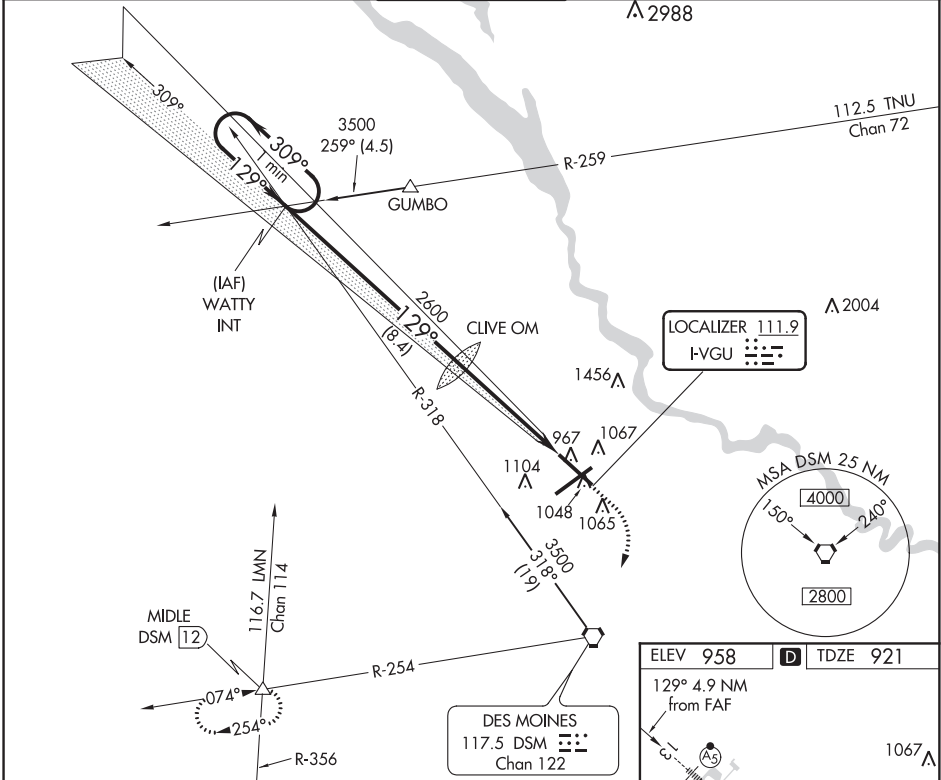 2988
309°
309°
1 min
129°
3500
259° (4.5)
112.5 TNU
Chan 72
R-259
GUMBO
(IAF)
WATTY
INT
2600
129°
(8.4)
CLIVE OM
2004
LOCALIZER 111.9
I-VGU
1456
R-318
967
1067
1104
1048
1065
MSA DSM 25 NM
4000
150°
240°
2800
3500
318°
(19)
116.7 LMN
Chan 114
MIDLE
DSM 12
R-254
074°
254°
R-356
DES MOINES
117.5 DSM
Chan 122
ELEV 958 D TDZE 921
129° 4.9 NM
from FAF
13
A5
1067